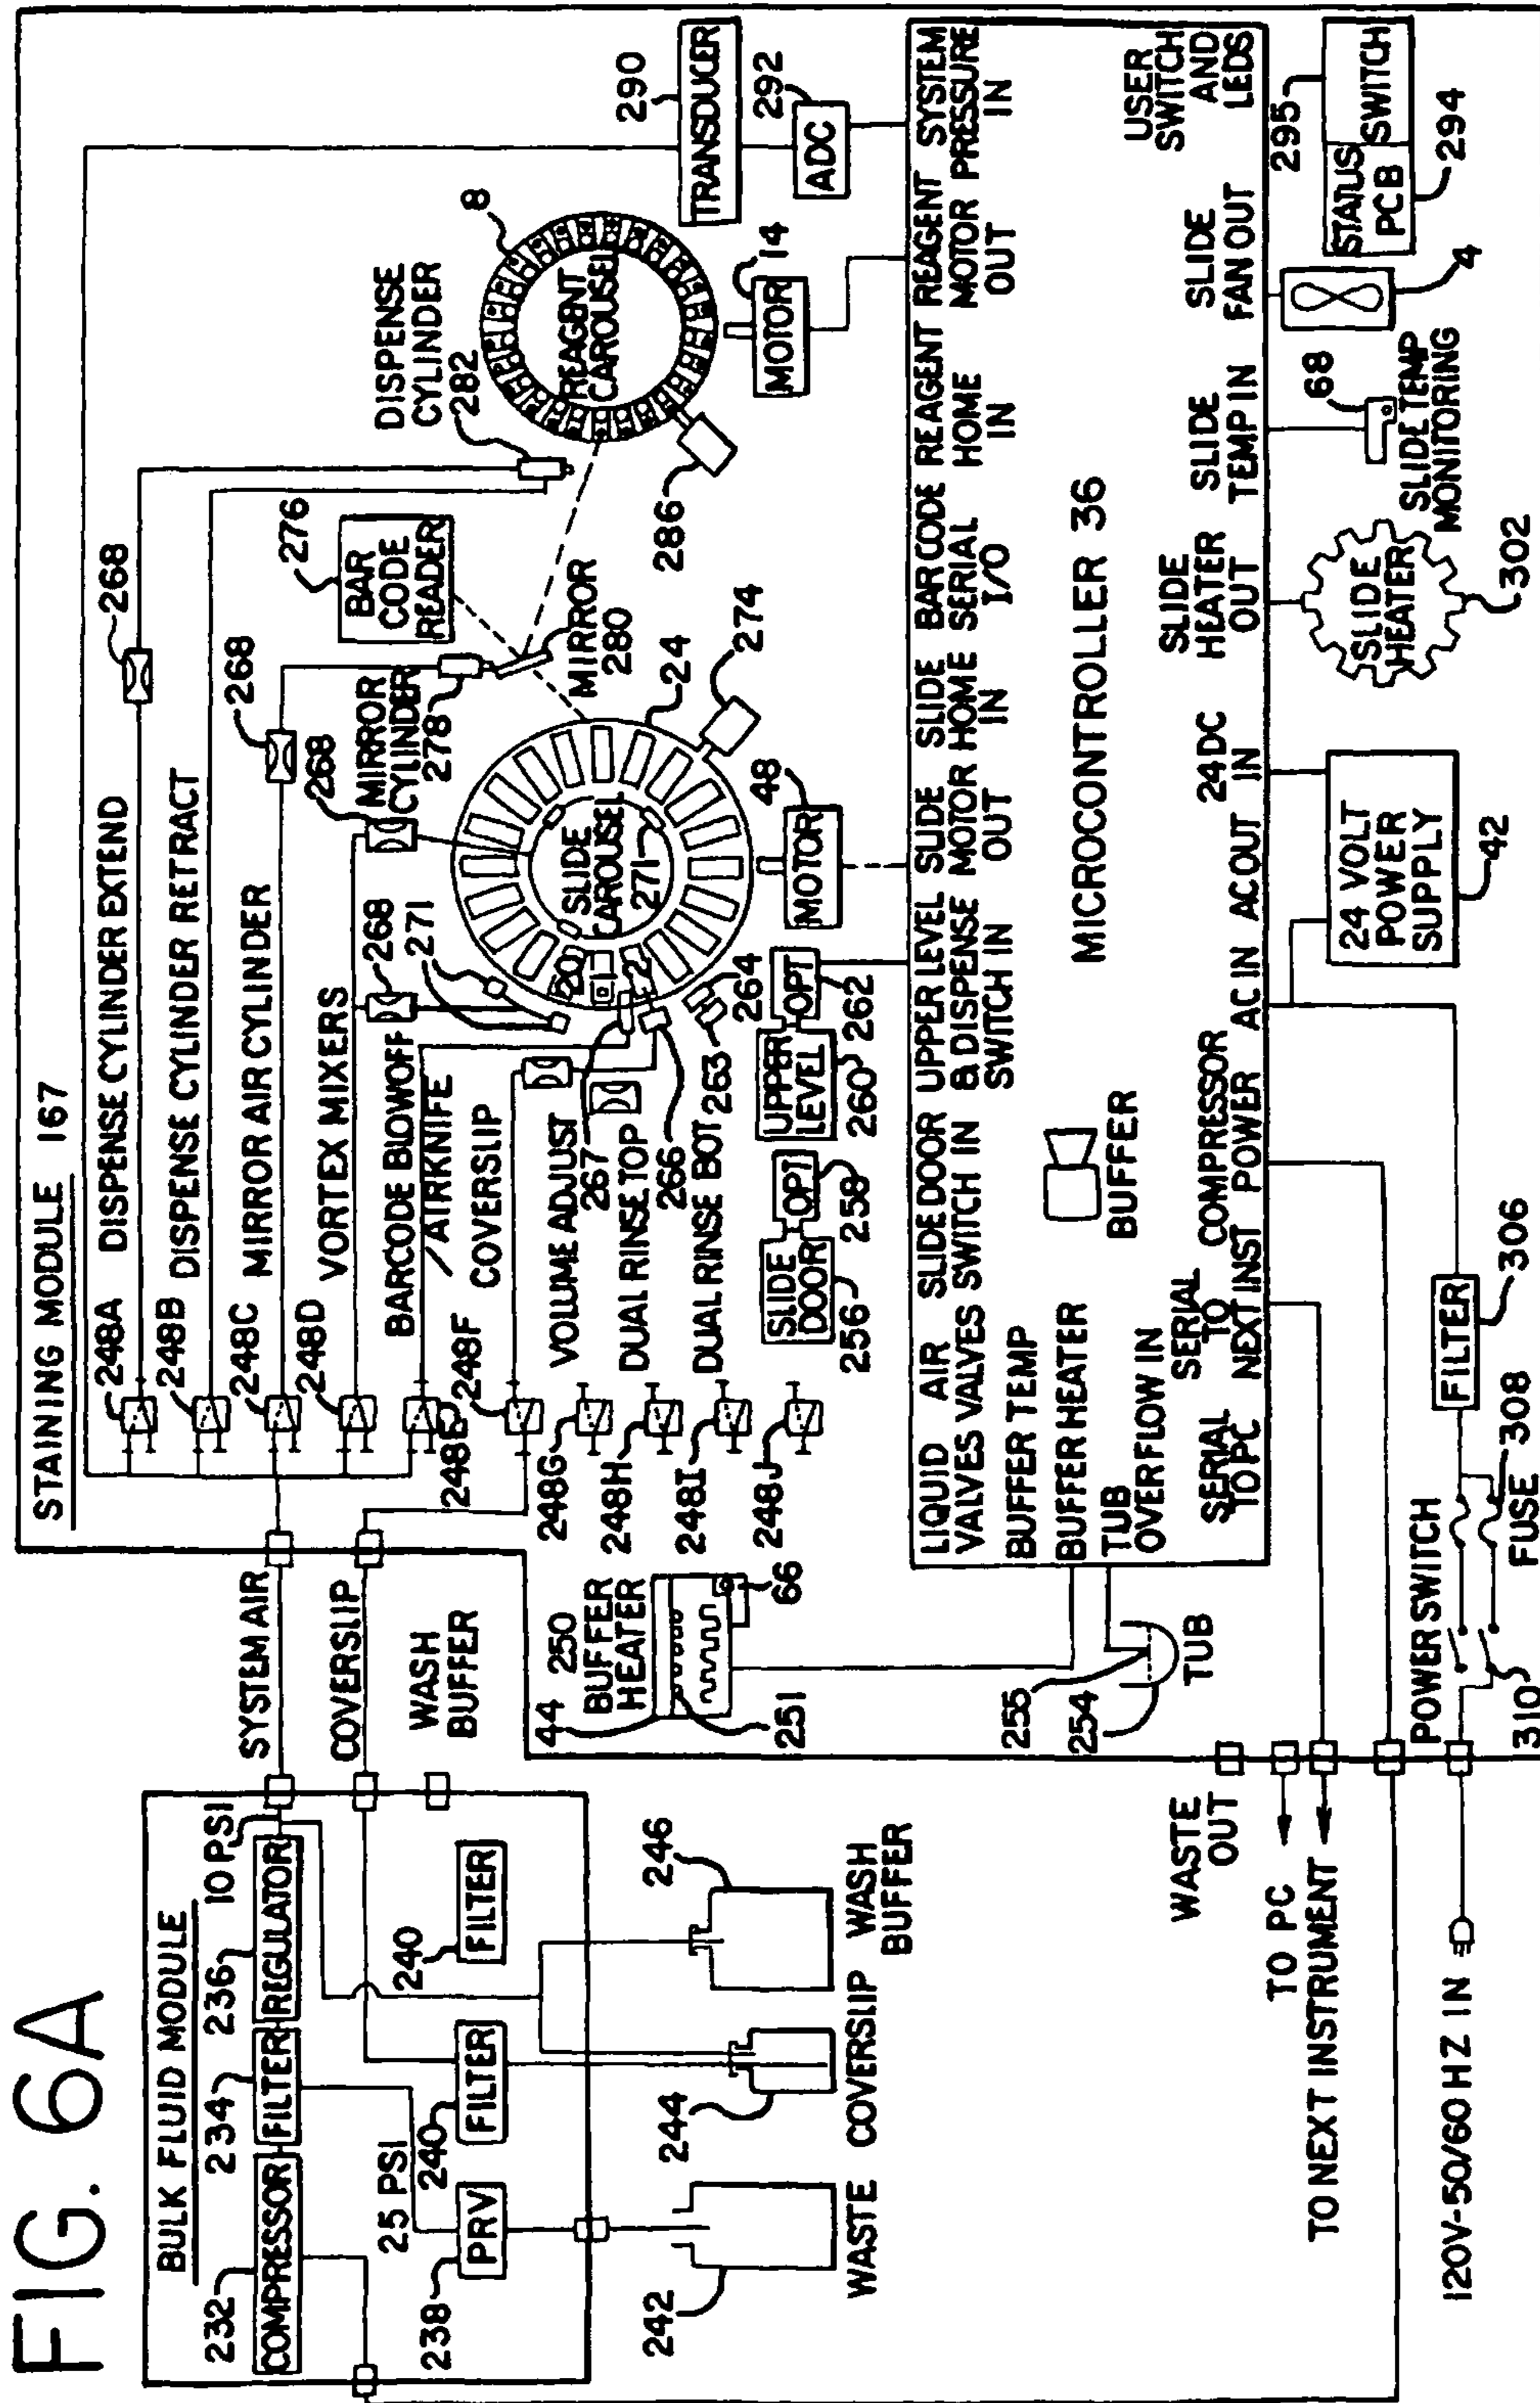 FIG. 6A
BULK FLUID MODULE
232
234
236
10 PSI
COMPRESSOR
FILTER
REGULATOR
25 PSI
240
240
238
PRV
FILTER
FILTER
242
244
246
WASTE
COVERSLIP
WASH
BUFFER
SYSTEM AIR
COVERSLIP
WASH
BUFFER
WASTE
OUT
TO PC
TO NEXT INSTRUMENT
120V-50/60 HZ IN
STAINING MODULE 167
248A
DISPENSE CYLINDER EXTEND
268
248B
DISPENSE CYLINDER RETRACT
248C
MIRROR AIR CYLINDER
268
248D
VORTEX MIXERS
268
268
248E
BARCODE BLOWOFF
/AIRKNIFE
248F
COVERSLIP
248G
VOLUME ADJUST
267
248H
DUAL RINSE TOP
266
248I
DUAL RINSE BOT
263
264
248J
271
MIRROR
CYLINDER
278
276
BAR
CODE
READER
MIRROR
280
DISPENSE
CYLINDER
282
8
REAGENT
CAROUSEL
286
290
TRANSDUCER
292
ADC
14
MOTOR
24
274
SLIDE
CAROUSEL
271
20
1
2
48
MOTOR
44
250
BUFFER
HEATER
66
251
255
254
TUB
SLIDE
DOOR
OPT
256
258
UPPER
LEVEL
OPT
260
262
LIQUID
VALVES
AIR
VALVES
SLIDE DOOR
SWITCH IN
UPPER LEVEL
& DISPENSE
SWITCH IN
SLIDE
MOTOR
OUT
SLIDE
HOME
IN
BAR CODE
SERIAL
I/O
REAGENT
HOME
IN
REAGENT
MOTOR
OUT
SYSTEM
PRESSURE
IN
BUFFER TEMP
BUFFER HEATER
TUB
OVERFLOW IN
BUFFER
MICROCONTROLLER 36
USER
SWITCH
AND
LEDS
SERIAL
TO PC
SERIAL
TO
NEXT INST
COMPRESSOR
POWER
AC IN
AC OUT
24 DC
IN
SLIDE
HEATER
OUT
SLIDE
TEMP IN
SLIDE
FAN OUT
POWER SWITCH
310
FUSE
308
FILTER
306
24 VOLT
POWER
SUPPLY
42
SLIDE
HEATER
302
68
SLIDE TEMP
MONITORING
4
295
STATUS
PCB
SWITCH
294